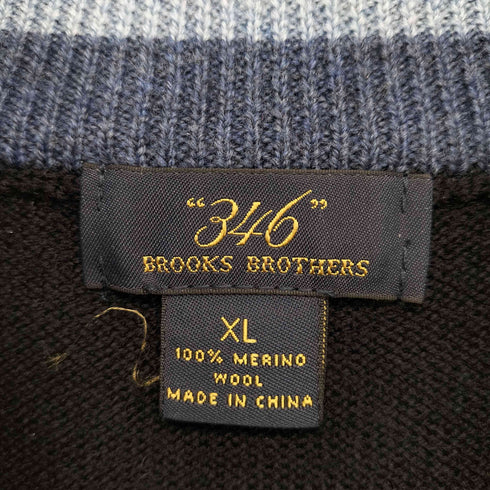 "346"
BROOKS BROTHERS
XL
100% MERINO
WOOL
MADE IN CHINA